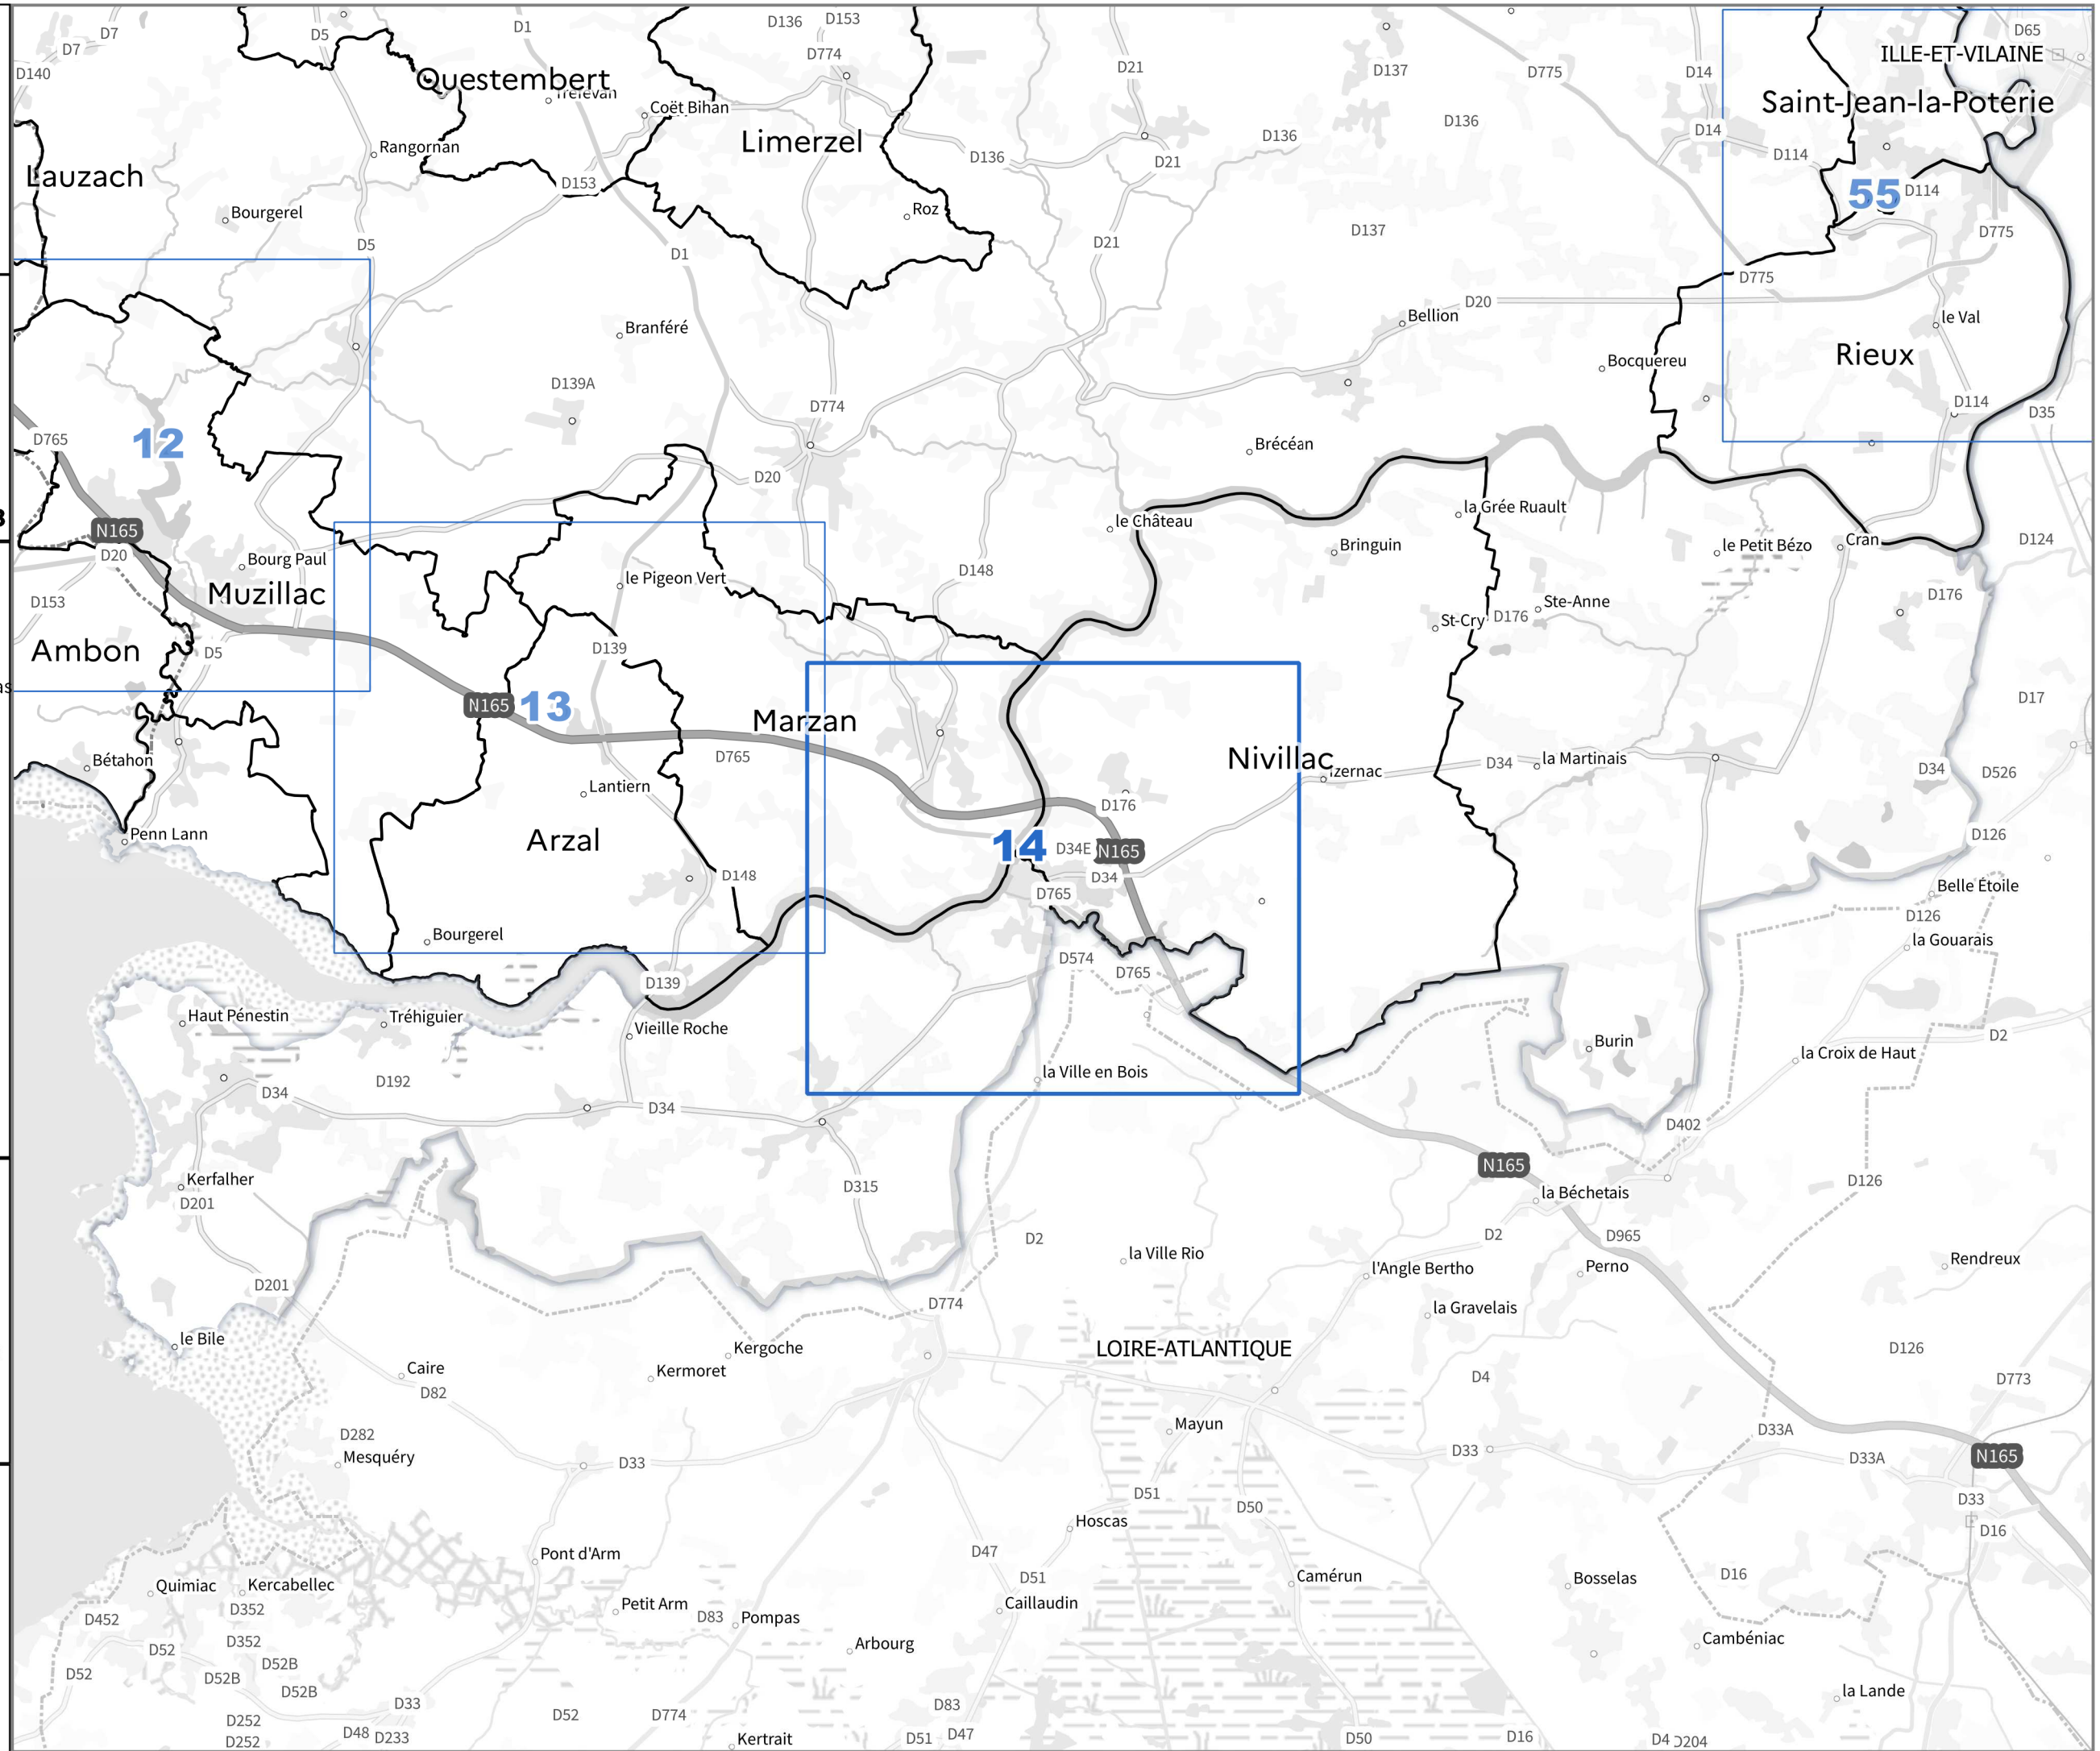 D7
D7
D5
D1
D136
D153
D774
D21
D137
D775
D14
D65
ILLE-ET-VILAINE
D140
Questembert
Coët Bihan
Saint-Jean-la-Poterie
Limerzel
D136
D136
D14
D114
Rangornan
D136
D21
Lauzach
D153
55
D114
Bourgerel
Roz
D5
D1
D21
D137
D775
D775
D20
Bellion
le Val
Branféré
Bocquereu
Rieux
D139A
D774
D114
D35
D765
12
Brécéan
D20
N165
le Château
la Grée Ruault
D20
Bourg Paul
Bringuin
le Petit Bézo
Cran
D124
le Pigeon Vert
D148
Muzillac
D153
Ste-Anne
D176
St-Cry
D176
Ambon
D5
D139
N165
13
Marzan
D17
Bétahon
D765
Nivillac
Izernac
D34
la Martinais
D34
D526
Lantiern
D176
Penn Lann
Arzal
14
D34E
N165
D126
D148
D34
D765
Belle Étoile
D126
Bourgerel
la Gouarais
D574
D765
D139
Haut Pénestin
Tréhiguier
Vieille Roche
Burin
D2
la Croix de Haut
la Ville en Bois
D192
D34
D34
D402
Kerfalher
D201
D315
N165
la Béchetais
D126
D2
D2
D965
la Ville Rio
l'Angle Bertho
Perno
Rendreux
D201
D774
la Gravelais
le Bile
Kergoche
LOIRE-ATLANTIQUE
D126
Caire
D82
Kermoret
D4
D773
D282
Mesquéry
Mayun
D33
D33
D33A
D33A
N165
D51
D50
D33
D16
Hoscas
D47
Pont d'Arm
D51
Camérun
Bosselas
D16
Quimiac
Kercabellec
D352
D452
Petit Arm
D83
Pompas
Caillaudin
D352
D52
Arbourg
Cambéniac
D52
D52B
D52B
D52B
D33
D83
la Lande
D252
D52
D774
D252
D48
D233
Kertrait
D51
D47
D50
D16
D4
D204